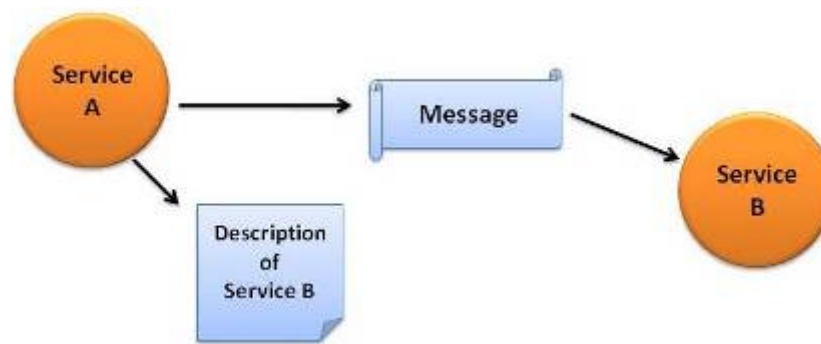 Service
A
Message
Service
B
Description
of
Service B